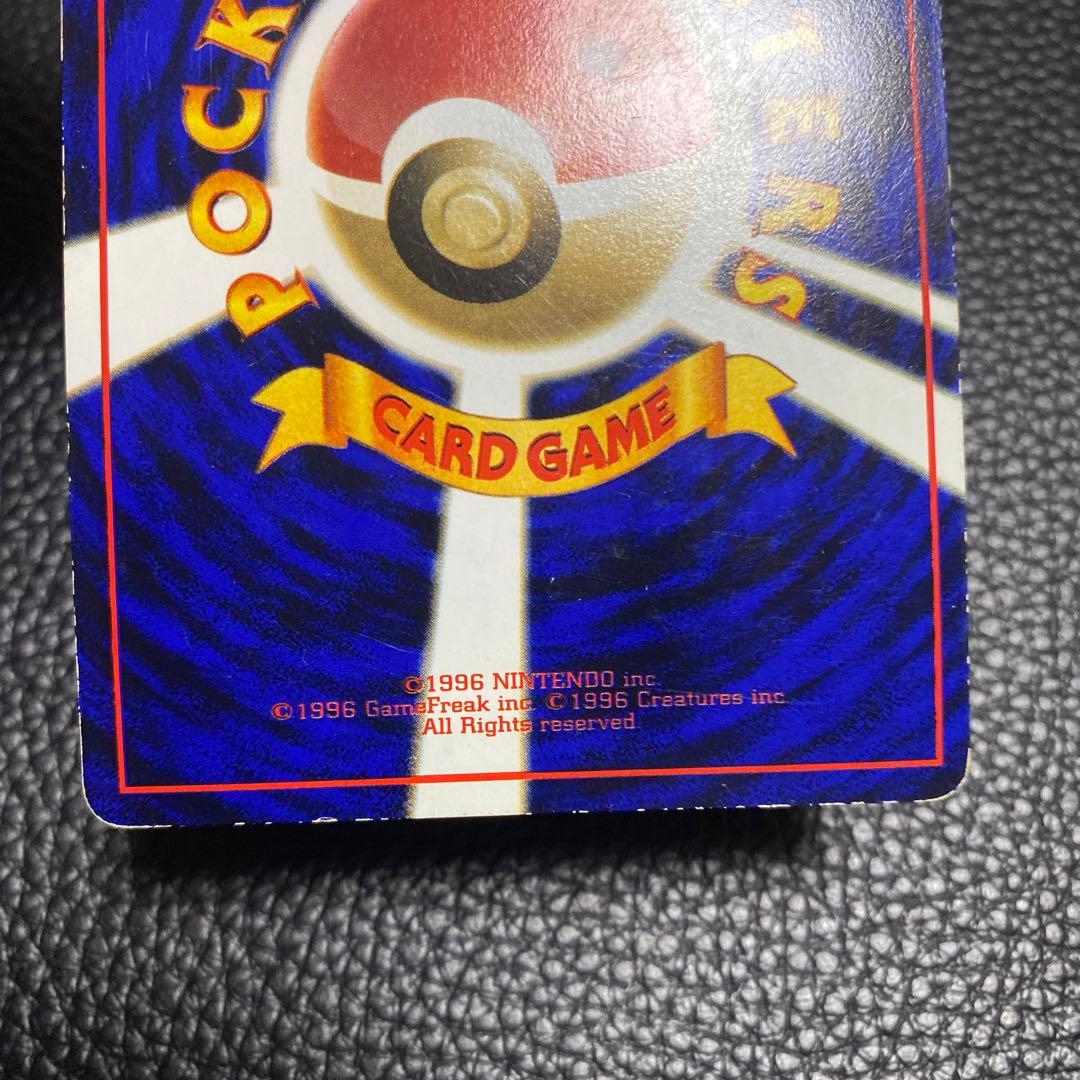 POCK
TERS
CARD GAME
©1996 NINTENDO inc.
©1996 GameFreak inc. ©1996 Creatures inc.
All Rights reserved.